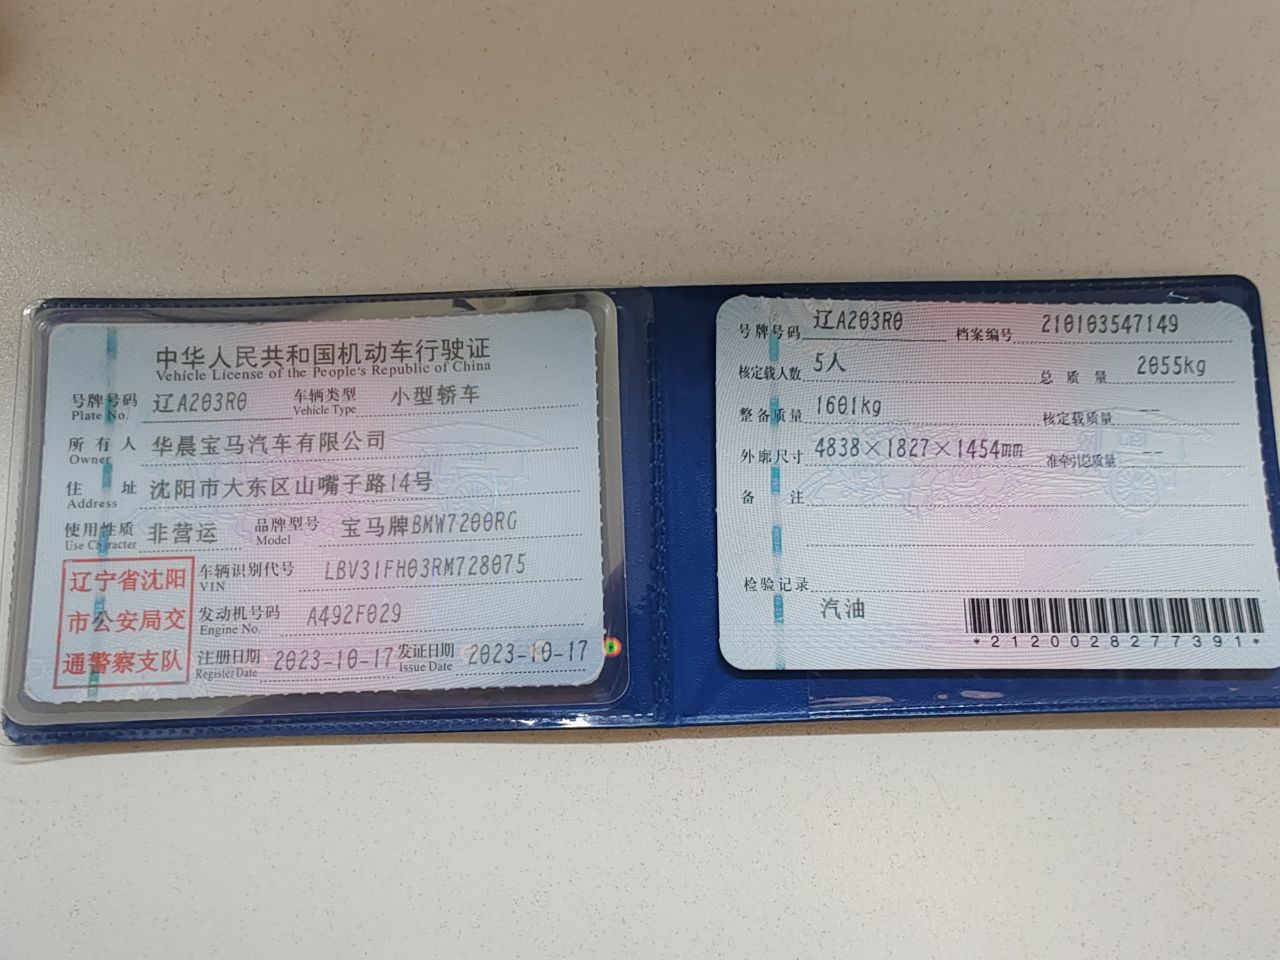 中华人民共和国机动车行驶证
Vehicle License of the People's Republic of China
号牌号码 辽A203R0 车辆类型 小型轿车
Plate No. Vehicle Type
所有人 华晨宝马汽车有限公司
Owner
住址 沈阳市大东区山嘴子路14号
Address
使用性质 非营运 品牌型号 宝马牌BMW7200RG
Use Character Model
辽宁省沈阳
市公安局交
通警察支队
车辆识别代号 LBV31FH03RM728075
VIN
发动机号码 A492F029
Engine No.
注册日期 2023-10-17 发证日期 2023-10-17
Register Date Issue Date
号牌号码 辽A203R0 档案编号 210103547149
核定载人数 5人 总质量 2055kg
整备质量 1601kg 核定载质量 --
外廓尺寸 4838×1827×1454mm 准牵引总质量 --
备注
检验记录
汽油
*2120028277391*